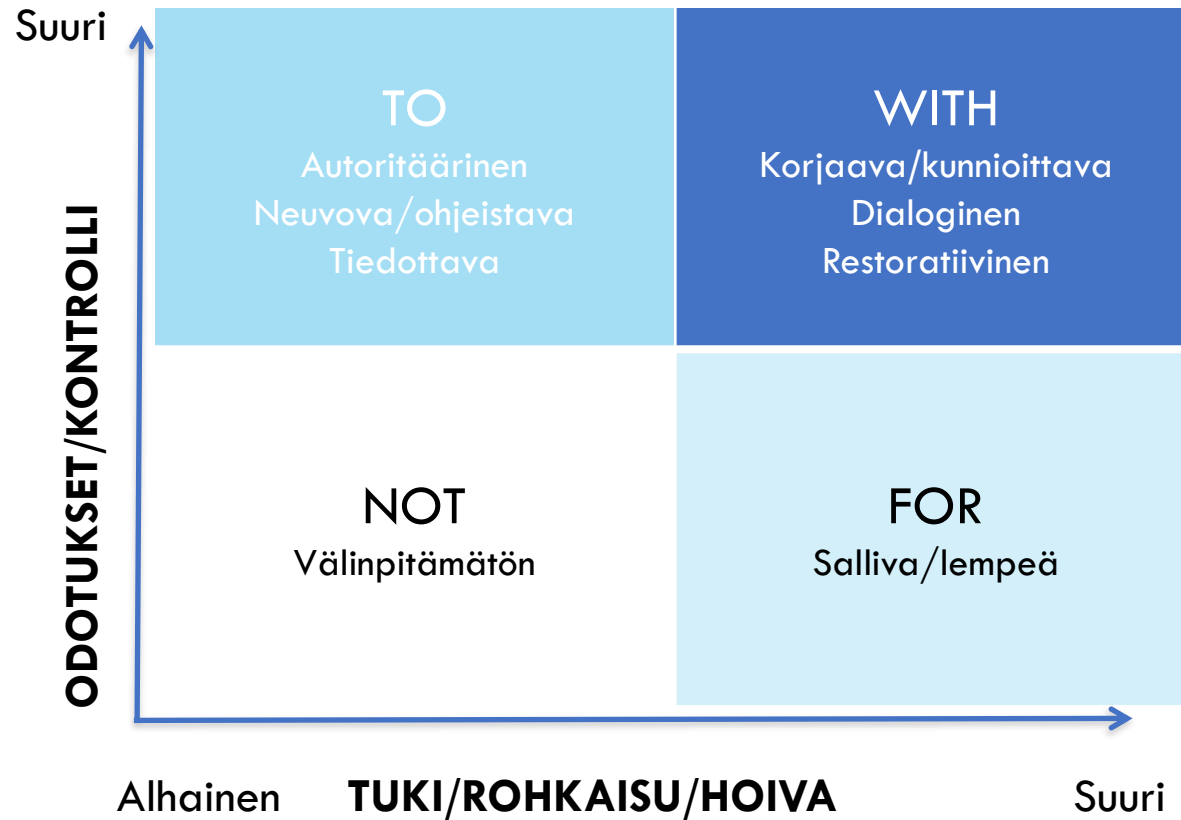 Suuri
TO
Autoritäärinen
Neuvova/ohjeistava
Tiedottava
WITH
Korjaava/kunnioittava
Dialoginen
Restoratiivinen
ODOTUKSET/KONTROLLI
NOT
Välinpitämätön
FOR
Salliva/lempeä
Alhainen
TUKI/ROHKAISU/HOIVA
Suuri